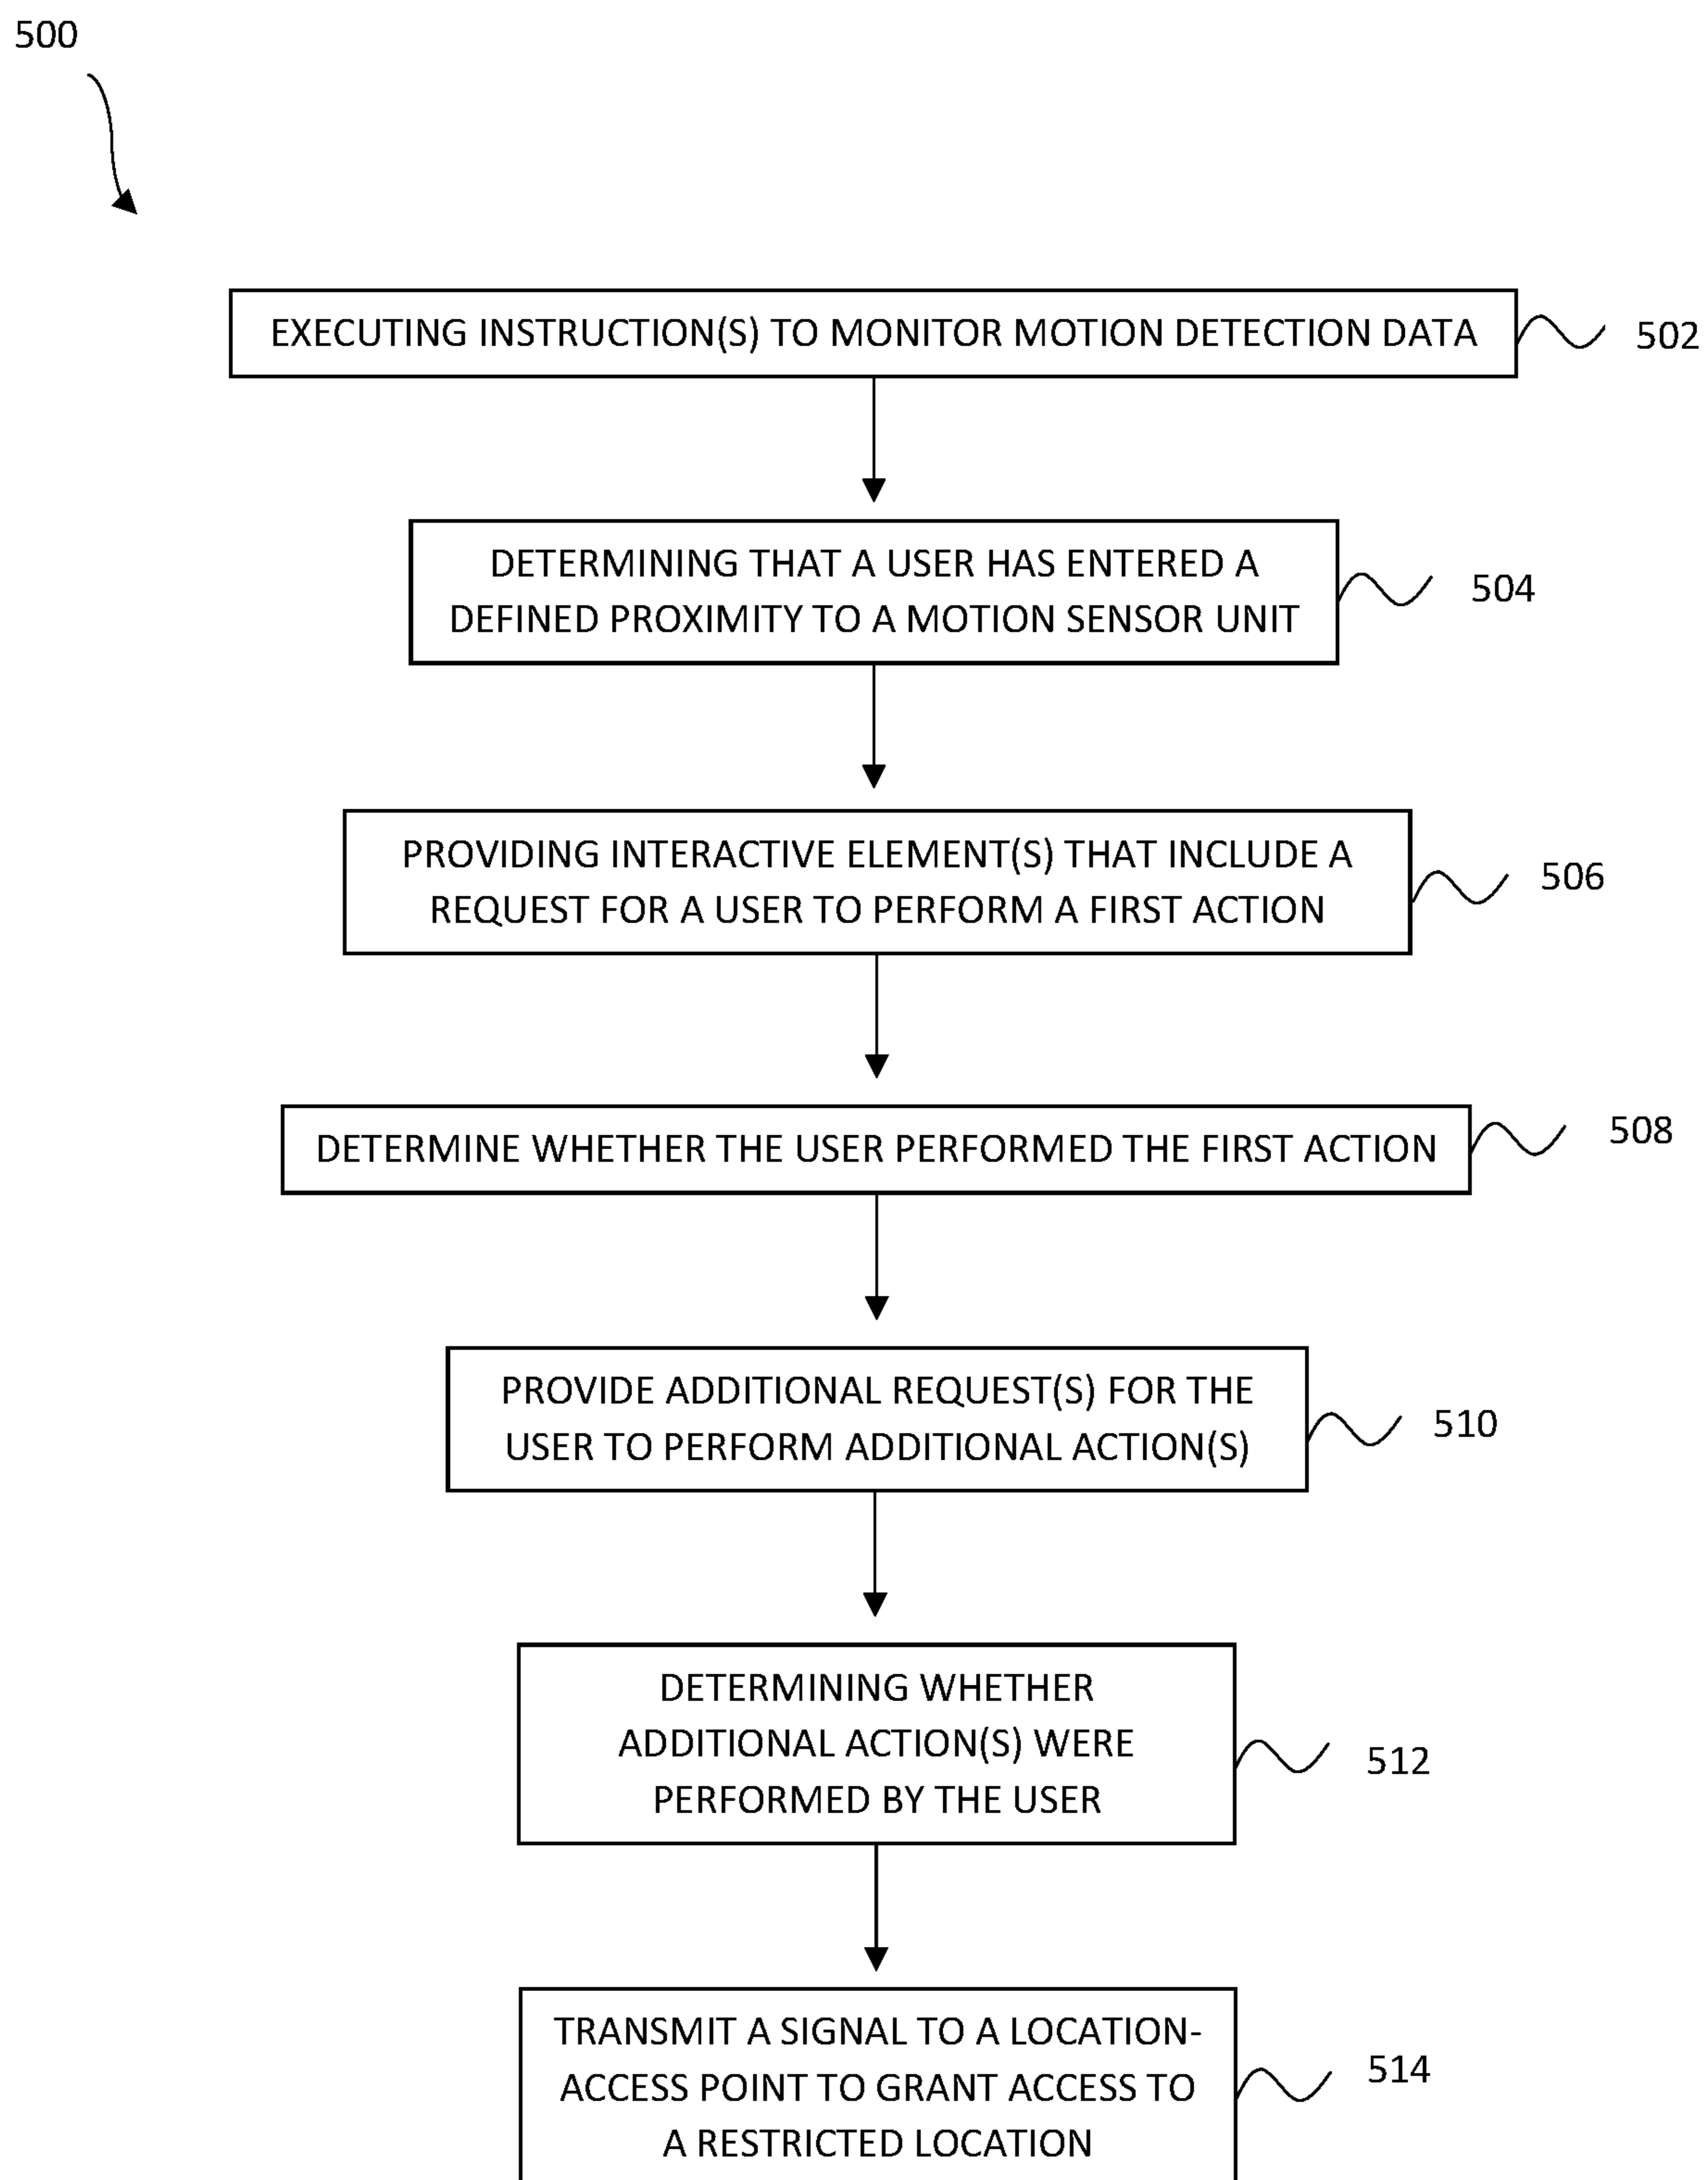 500
EXECUTING INSTRUCTION(S) TO MONITOR MOTION DETECTION DATA
502
DETERMINING THAT A USER HAS ENTERED A
DEFINED PROXIMITY TO A MOTION SENSOR UNIT
504
PROVIDING INTERACTIVE ELEMENT(S) THAT INCLUDE A
REQUEST FOR A USER TO PERFORM A FIRST ACTION
506
DETERMINE WHETHER THE USER PERFORMED THE FIRST ACTION
508
PROVIDE ADDITIONAL REQUEST(S) FOR THE
USER TO PERFORM ADDITIONAL ACTION(S)
510
DETERMINING WHETHER
ADDITIONAL ACTION(S) WERE
PERFORMED BY THE USER
512
TRANSMIT A SIGNAL TO A LOCATION-
ACCESS POINT TO GRANT ACCESS TO
A RESTRICTED LOCATION
514